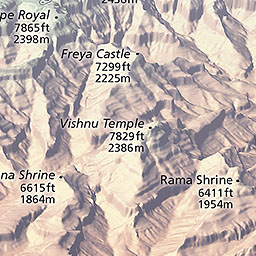 2438m
pe Royal
7865ft
2398m
Freya Castle
7299ft
2225m
Vishnu Temple
7829ft
2386m
na Shrine
6615ft
1864m
Rama Shrine
6411ft
1954m